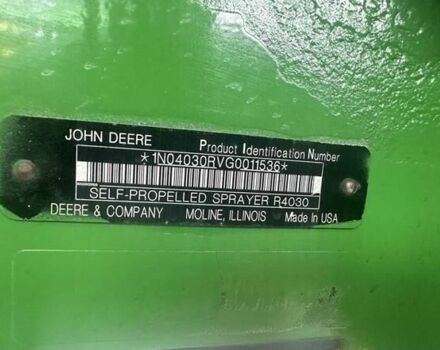 JOHN DEERE Product Identification Number
*1N04030RVG0011536*
SELF-PROPELLED SPRAYER R4030
DEERE & COMPANY MOLINE, ILLINOIS Made In USA